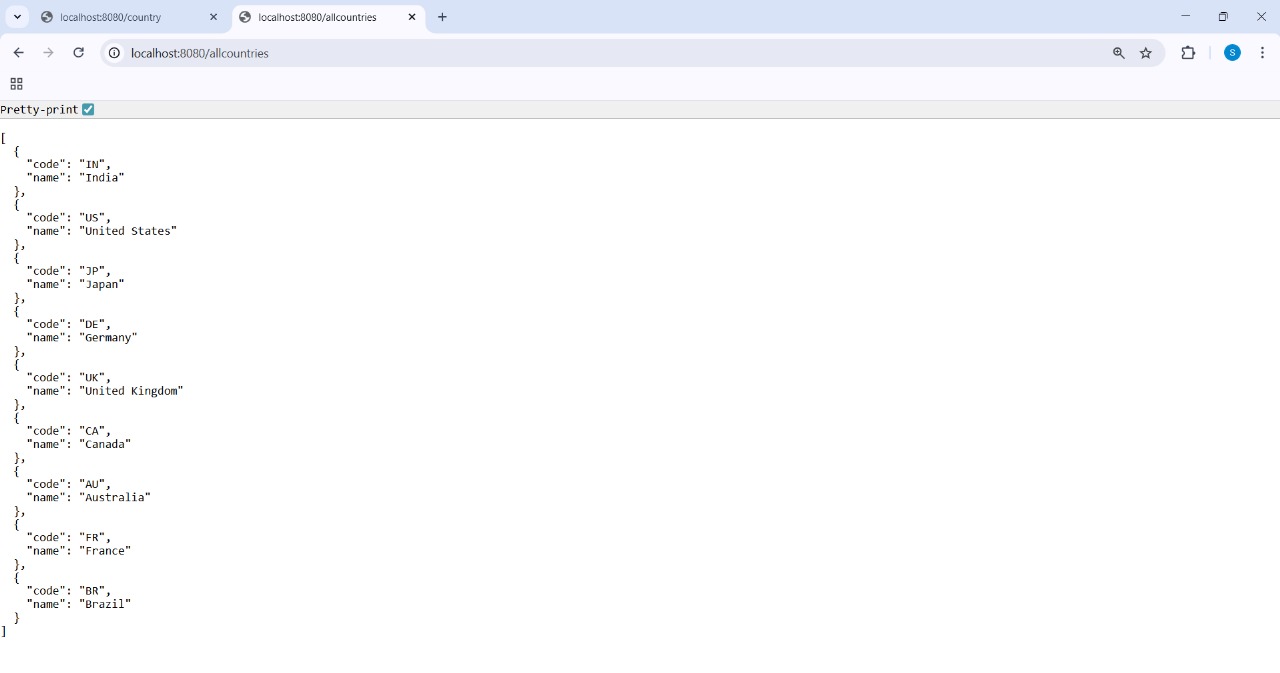 localhost:8080/country
localhost:8080/allcountries
localhost:8080/allcountries
S
Pretty-print
[
  {
    "code": "IN",
    "name": "India"
  },
  {
    "code": "US",
    "name": "United States"
  },
  {
    "code": "JP",
    "name": "Japan"
  },
  {
    "code": "DE",
    "name": "Germany"
  },
  {
    "code": "UK",
    "name": "United Kingdom"
  },
  {
    "code": "CA",
    "name": "Canada"
  },
  {
    "code": "AU",
    "name": "Australia"
  },
  {
    "code": "FR",
    "name": "France"
  },
  {
    "code": "BR",
    "name": "Brazil"
  }
]